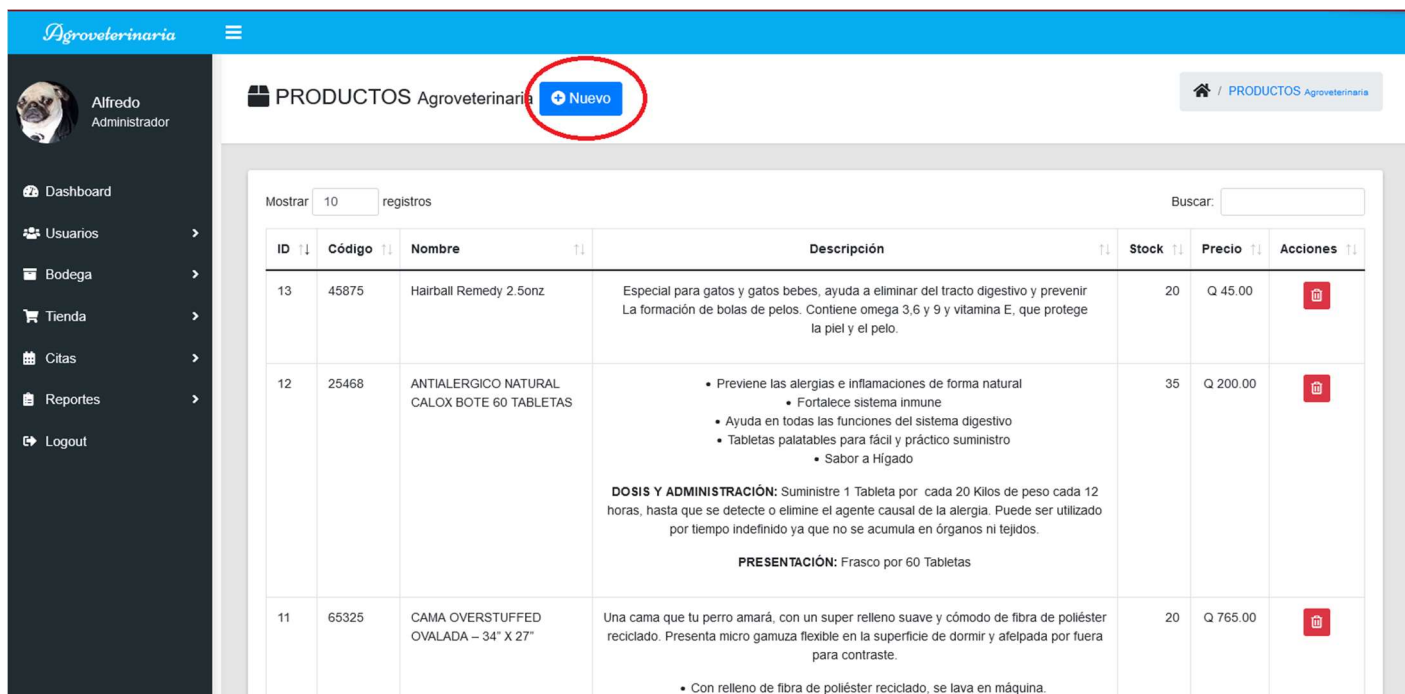 Agroveterinaria
Alfredo
Administrador
Dashboard
Usuarios
Bodega
Tienda
Citas
Reportes
Logout
PRODUCTOS Agroveterinaria Nuevo
/ PRODUCTOS Agroveterinaria
Mostrar 10 registros
Buscar:
ID Código Nombre Descripción Stock Precio Acciones
13 45875 Hairball Remedy 2.5onz Especial para gatos y gatos bebes, ayuda a eliminar del tracto digestivo y prevenir 20 Q 45.00
La formación de bolas de pelos. Contiene omega 3,6 y 9 y vitamina E, que protege
la piel y el pelo.
12 25468 ANTIALERGICO NATURAL • Previene las alergias e inflamaciones de forma natural 35 Q 200.00
CALOX BOTE 60 TABLETAS • Fortalece sistema inmune
• Ayuda en todas las funciones del sistema digestivo
• Tabletas palatables para fácil y práctico suministro
• Sabor a Hígado
DOSIS Y ADMINISTRACIÓN: Suministre 1 Tableta por cada 20 Kilos de peso cada 12
horas, hasta que se detecte o elimine el agente causal de la alergia. Puede ser utilizado
por tiempo indefinido ya que no se acumula en órganos ni tejidos.
PRESENTACIÓN: Frasco por 60 Tabletas
11 65325 CAMA OVERSTUFFED Una cama que tu perro amará, con un super relleno suave y cómodo de fibra de poliéster 20 Q 765.00
OVALADA – 34” X 27” reciclado. Presenta micro gamuza flexible en la superficie de dormir y afelpada por fuera
para contraste.
• Con relleno de fibra de poliéster reciclado, se lava en máquina.